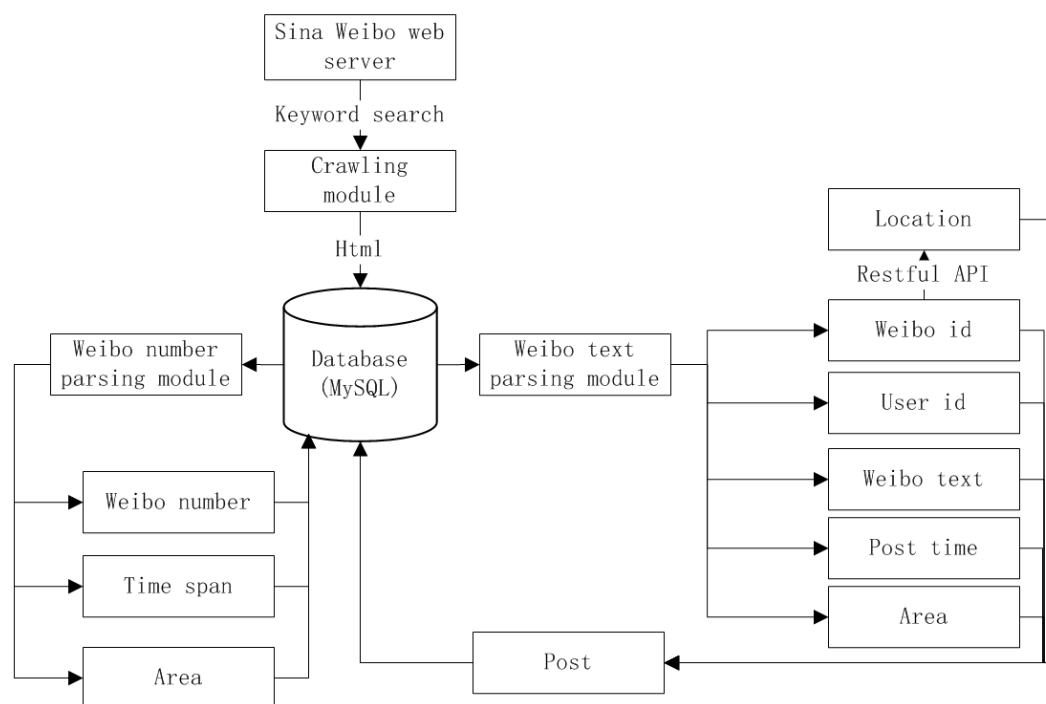 Sina Weibo web
server
Keyword search
Crawling
module
Html
Location
Restful API
Weibo number
parsing module
Database
(MySQL)
Weibo text
parsing module
Weibo id
User id
Weibo number
Weibo text
Time span
Post time
Area
Area
Post